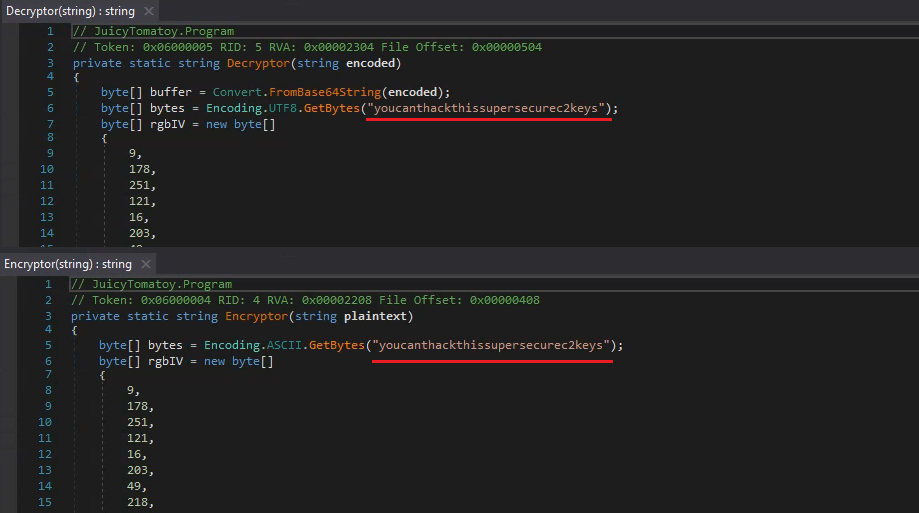 Decryptor(string) : string ×
1 // JuicyTomatoy.Program
2 // Token: 0x06000005 RID: 5 RVA: 0x00002304 File Offset: 0x00000504
3 private static string Decryptor(string encoded)
4 {
5 byte[] buffer = Convert.FromBase64String(encoded);
6 byte[] bytes = Encoding.UTF8.GetBytes("youcanthackthissupersecurec2keys");
7 byte[] rgbIV = new byte[]
8 {
9 9,
10 178,
11 251,
12 121,
13 16,
14 203,
Encryptor(string) : string ×
1 // JuicyTomatoy.Program
2 // Token: 0x06000004 RID: 4 RVA: 0x00002208 File Offset: 0x00000408
3 private static string Encryptor(string plaintext)
4 {
5 byte[] bytes = Encoding.ASCII.GetBytes("youcanthackthissupersecurec2keys");
6 byte[] rgbIV = new byte[]
7 {
8 9,
9 178,
10 251,
11 121,
12 16,
13 203,
14 49,
15 218,